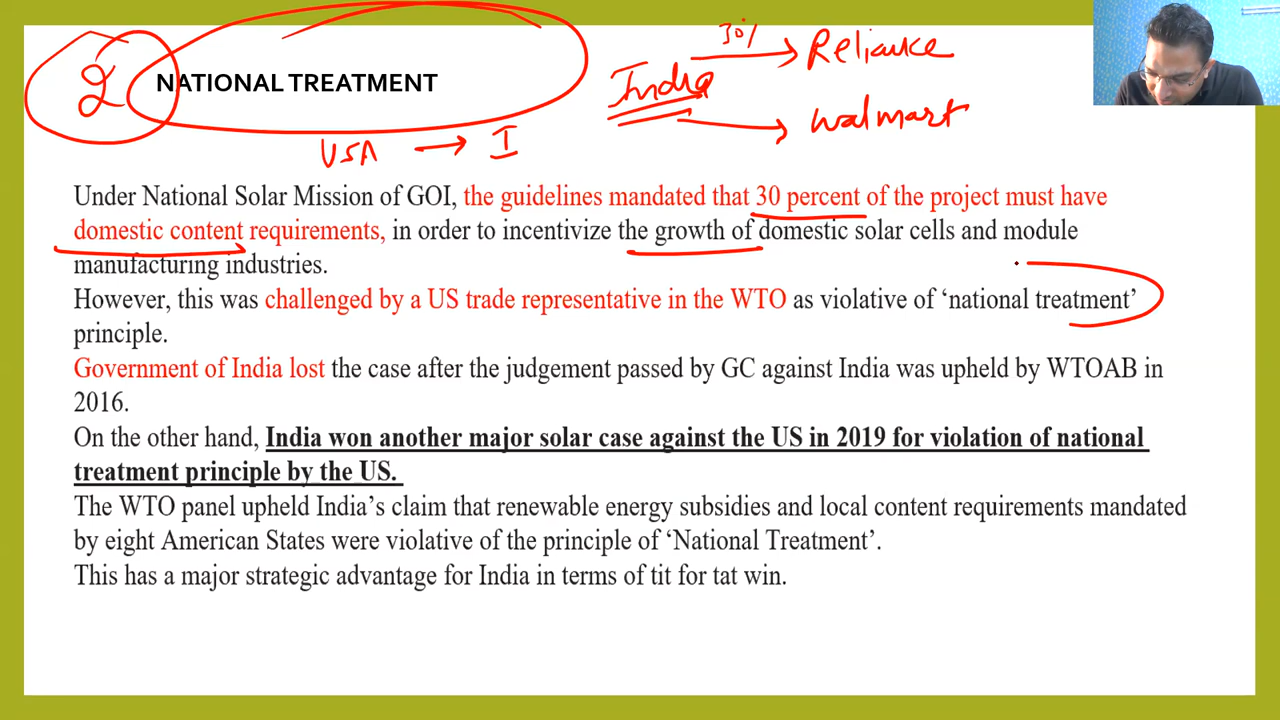 2
NATIONAL TREATMENT
India
30%
Reliance
Walmart
USA → I
Under National Solar Mission of GOI, the guidelines mandated that 30 percent of the project must have
domestic content requirements, in order to incentivize the growth of domestic solar cells and module
manufacturing industries.
However, this was challenged by a US trade representative in the WTO as violative of ‘national treatment’
principle.
Government of India lost the case after the judgement passed by GC against India was upheld by WTOAB in
2016.
On the other hand, India won another major solar case against the US in 2019 for violation of national
treatment principle by the US.
The WTO panel upheld India’s claim that renewable energy subsidies and local content requirements mandated
by eight American States were violative of the principle of ‘National Treatment’.
This has a major strategic advantage for India in terms of tit for tat win.